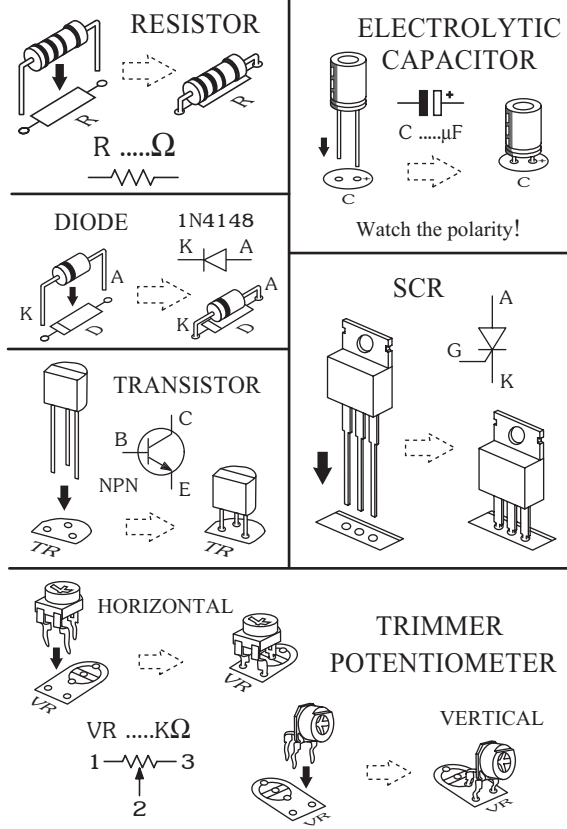 RESISTOR
R
R
R .....Ω
ELECTROLYTIC
CAPACITOR
+
C .....µF
+
C
+
C
Watch the polarity!
DIODE
1N4148
K A
A
K
D
A
K
D
SCR
A
G
K
TRANSISTOR
C
B
E
NPN
TR
TR
HORIZONTAL
VR
VR
TRIMMER
POTENTIOMETER
VR .....KΩ
1 3
2
VERTICAL
VR
VR